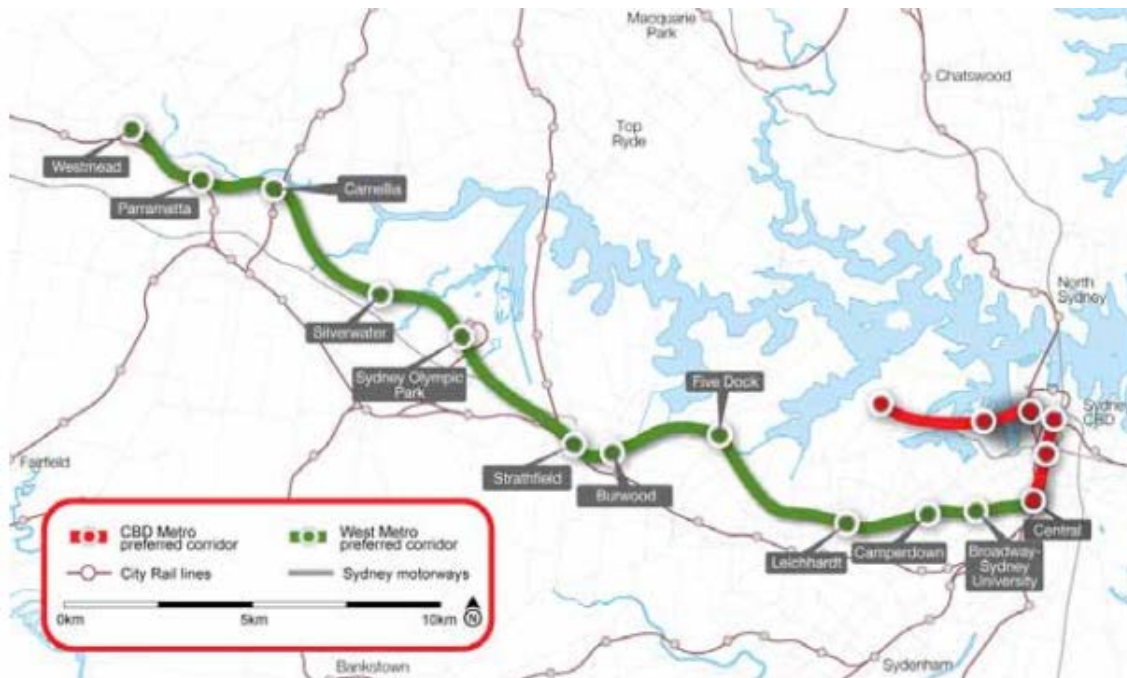 Macquarie
Park
Chatswood
Top
Ryde
Westmead
Parramatta
Camellia
Silverwater
North
Sydney
Sydney Olympic
Park
Five Dock
Sydney
CBD
Strathfield
Burwood
Fairfield
Leichhardt
Camperdown
Broadway-
Sydney
University
Central
CBD Metro
preferred corridor
West Metro
preferred corridor
City Rail lines
Sydney motorways
0km
5km
10km
N
Bankstown
Sydenham